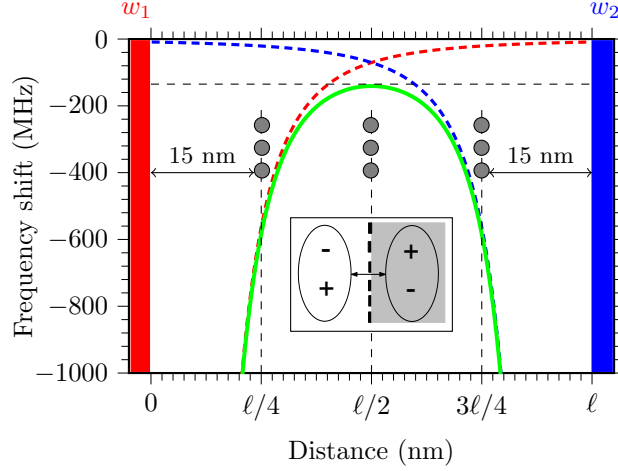 w₁ w₂
Frequency shift (MHz)
0
−200
−400
−600
−800
−1000
15 nm 15 nm
- +
+ -
0 ℓ/4 ℓ/2 3ℓ/4 ℓ
Distance (nm)